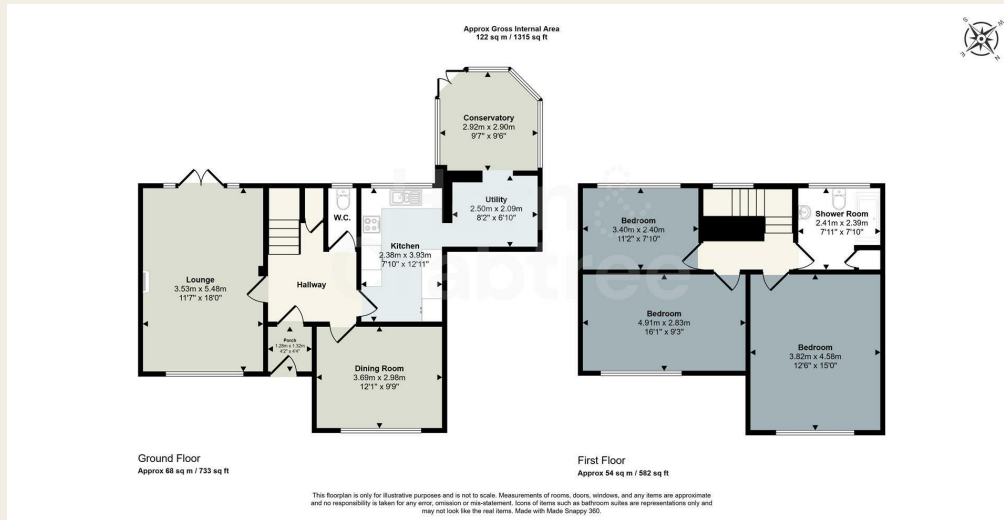 Approx Gross Internal Area
122 sq m / 1315 sq ft
S
W
E
N
Conservatory
2.92m x 2.90m
9'7" x 9'6"
Utility
2.50m x 2.09m
8'2" x 6'10"
W.C.
Kitchen
2.38m x 3.93m
7'10" x 12'11"
Lounge
3.53m x 5.48m
11'7" x 18'0"
Hallway
Porch
1.28m x 1.32m
4'2" x 4'4"
Dining Room
3.69m x 2.98m
12'1" x 9'9"
Ground Floor
Approx 68 sq m / 733 sq ft
Bedroom
3.40m x 2.40m
11'2" x 7'10"
Shower Room
2.41m x 2.39m
7'11" x 7'10"
Bedroom
4.91m x 2.83m
16'1" x 9'3"
Bedroom
3.82m x 4.58m
12'6" x 15'0"
First Floor
Approx 54 sq m / 582 sq ft
This floorplan is only for illustrative purposes and is not to scale. Measurements of rooms, doors, windows, and any items are approximate
and no responsibility is taken for any error, omission or mis-statement. Icons of items such as bathroom suites are representations only and
may not look like the real items. Made with Made Snappy 360.